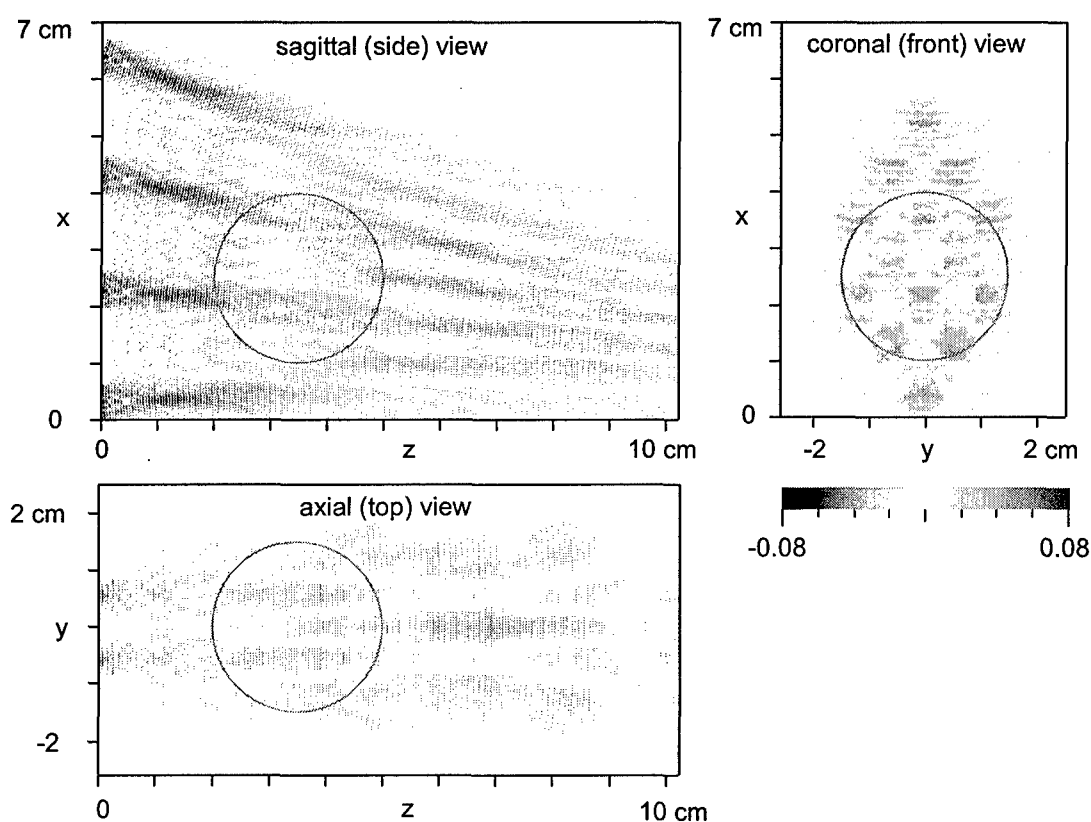 7 cm
sagittal (side) view
x
0
0
z
10 cm
7 cm
coronal (front) view
x
0
-2
y
2 cm
-0.08
0.08
2 cm
axial (top) view
y
-2
0
z
10 cm